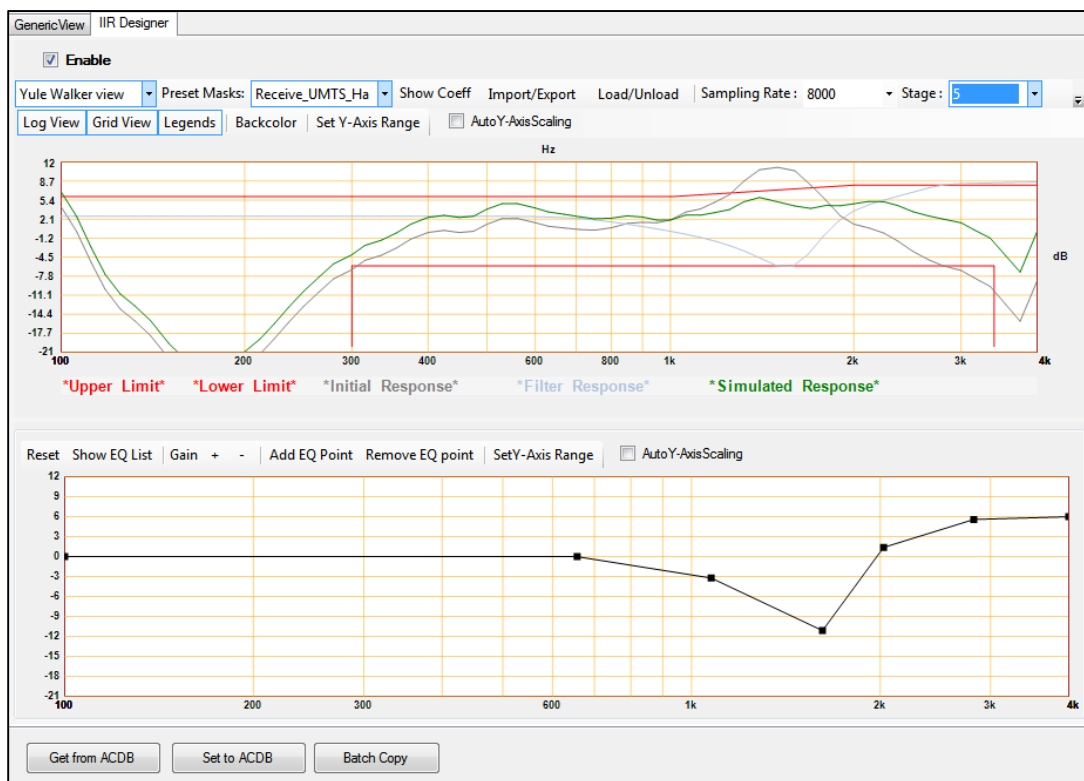 GenericView IIR Designer
Enable
Yule Walker view Preset Masks: Receive_UMTS_Ha Show Coeff Import/Export Load/Unload Sampling Rate : 8000 Stage : 5
Log View Grid View Legends Backcolor Set Y-Axis Range AutoY-AxisScaling
Hz
12
8.7
5.4
2.1
-1.2
-4.5
dB
-7.8
-11.1
-14.4
-17.7
-21
100 200 300 400 600 800 1k 2k 3k 4k
*Upper Limit* *Lower Limit* *Initial Response* *Filter Response* *Simulated Response*
Reset Show EQ List Gain + - Add EQ Point Remove EQ point SetY-Axis Range AutoY-AxisScaling
12
9
6
3
0
-3
-6
-9
-12
-15
-18
-21
100 200 300 600 1k 2k 3k 4k
Get from ACDB Set to ACDB Batch Copy